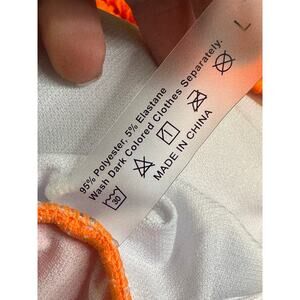 L
95% Polyester, 5% Elastane
Wash Dark Colored Clothes Separately.
30
MADE IN CHINA